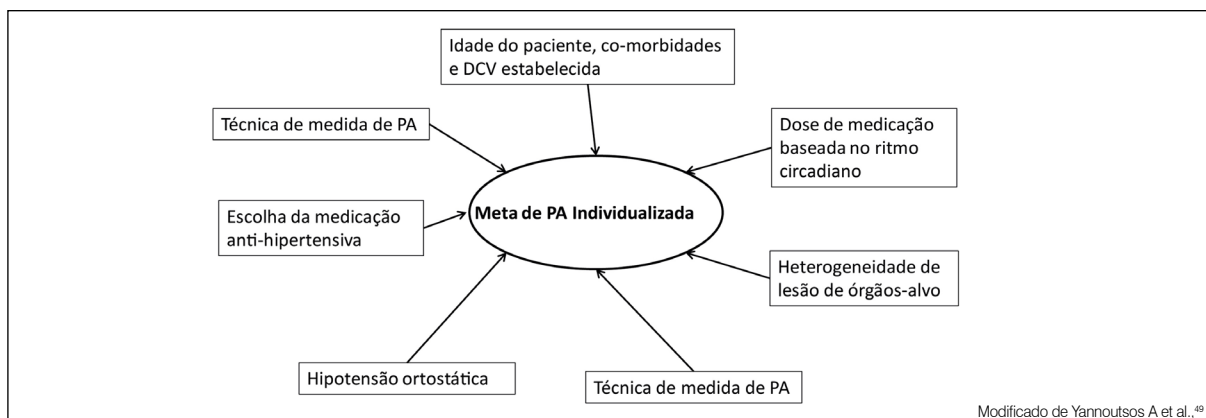 Idade do paciente, co-morbidades
e DCV estabelecida
Técnica de medida de PA
Dose de medicação
baseada no ritmo
circadiano
Escolha da medicação
anti-hipertensiva
Meta de PA Individualizada
Heterogeneidade de
lesão de órgãos-alvo
Hipotensão ortostática
Técnica de medida de PA
Modificado de Yannoutsos A et al.,⁴⁹